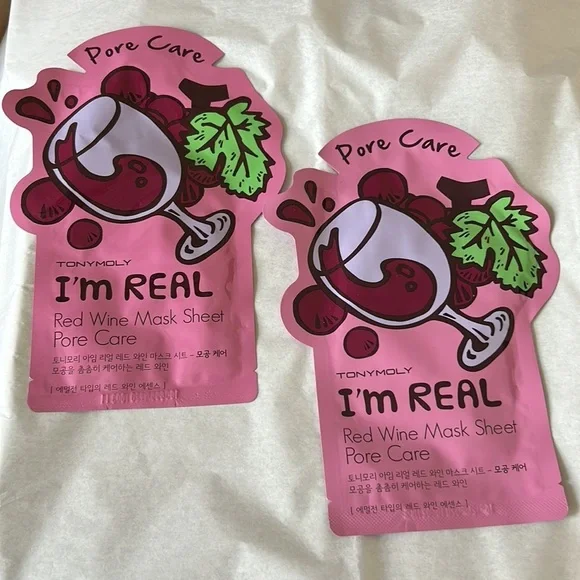 Pore Care
TONYMOLY
I'm REAL
Red Wine Mask Sheet
Pore Care
토니모리 아임 리얼 레드 와인 마스크 시트 - 모공 케어
모공을 촘촘히 케어하는 레드 와인
[ 에멀전 타입의 레드 와인 에센스 ]
Pore Care
TONYMOLY
I'm REAL
Red Wine Mask Sheet
Pore Care
토니모리 아임 리얼 레드 와인 마스크 시트 - 모공 케어
모공을 촘촘히 케어하는 레드 와인
[ 에멀전 타입의 레드 와인 에센스 ]